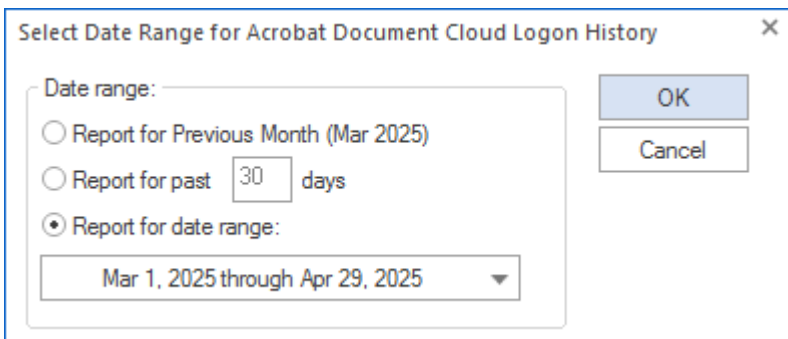 Select Date Range for Acrobat Document Cloud Logon History
Date range:
OK
Report for Previous Month (Mar 2025)
Cancel
Report for past 30 days
Report for date range:
Mar 1, 2025 through Apr 29, 2025